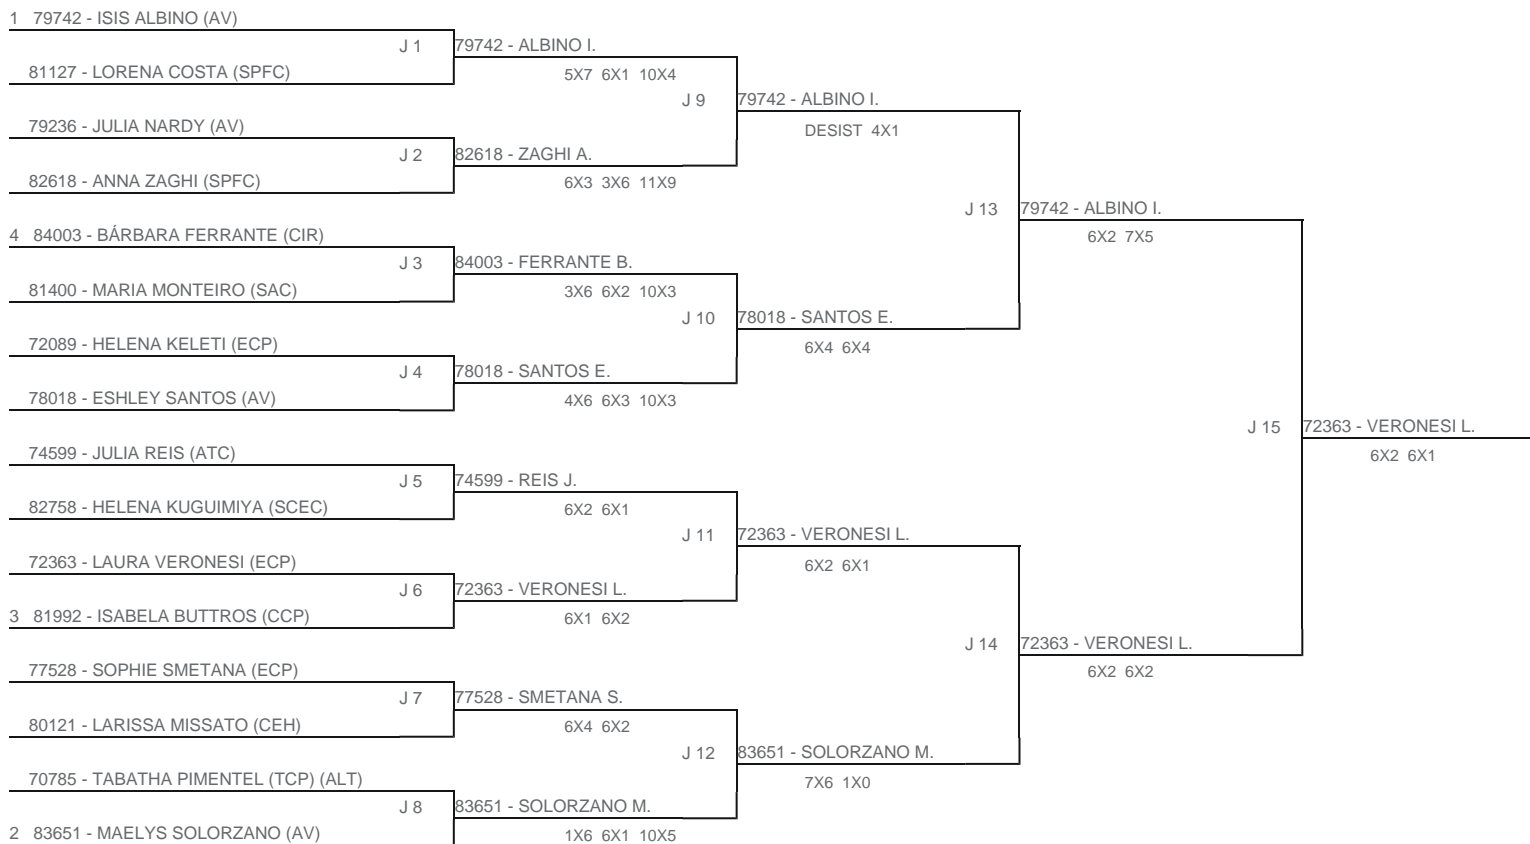 1 79742 - ISIS ALBINO (AV)
J 1
79742 - ALBINO I.
81127 - LORENA COSTA (SPFC)
5X7 6X1 10X4
J 9
79742 - ALBINO I.
79236 - JULIA NARDY (AV)
DESIST 4X1
J 2
82618 - ZAGHI A.
82618 - ANNA ZAGHI (SPFC)
6X3 3X6 11X9
J 13
79742 - ALBINO I.
4 84003 - BÁRBARA FERRANTE (CIR)
6X2 7X5
J 3
84003 - FERRANTE B.
81400 - MARIA MONTEIRO (SAC)
3X6 6X2 10X3
J 10
78018 - SANTOS E.
72089 - HELENA KELETI (ECP)
6X4 6X4
J 4
78018 - SANTOS E.
78018 - ESHLEY SANTOS (AV)
4X6 6X3 10X3
J 15
72363 - VERONESI L.
74599 - JULIA REIS (ATC)
6X2 6X1
J 5
74599 - REIS J.
82758 - HELENA KUGUIMIYA (SCEC)
6X2 6X1
J 11
72363 - VERONESI L.
72363 - LAURA VERONESI (ECP)
6X2 6X1
J 6
72363 - VERONESI L.
3 81992 - ISABELA BUTTROS (CCP)
6X1 6X2
J 14
72363 - VERONESI L.
77528 - SOPHIE SMETANA (ECP)
6X2 6X2
J 7
77528 - SMETANA S.
80121 - LARISSA MISSATO (CEH)
6X4 6X2
J 12
83651 - SOLORZANO M.
70785 - TABATHA PIMENTEL (TCP) (ALT)
7X6 1X0
J 8
83651 - SOLORZANO M.
2 83651 - MAELYS SOLORZANO (AV)
1X6 6X1 10X5